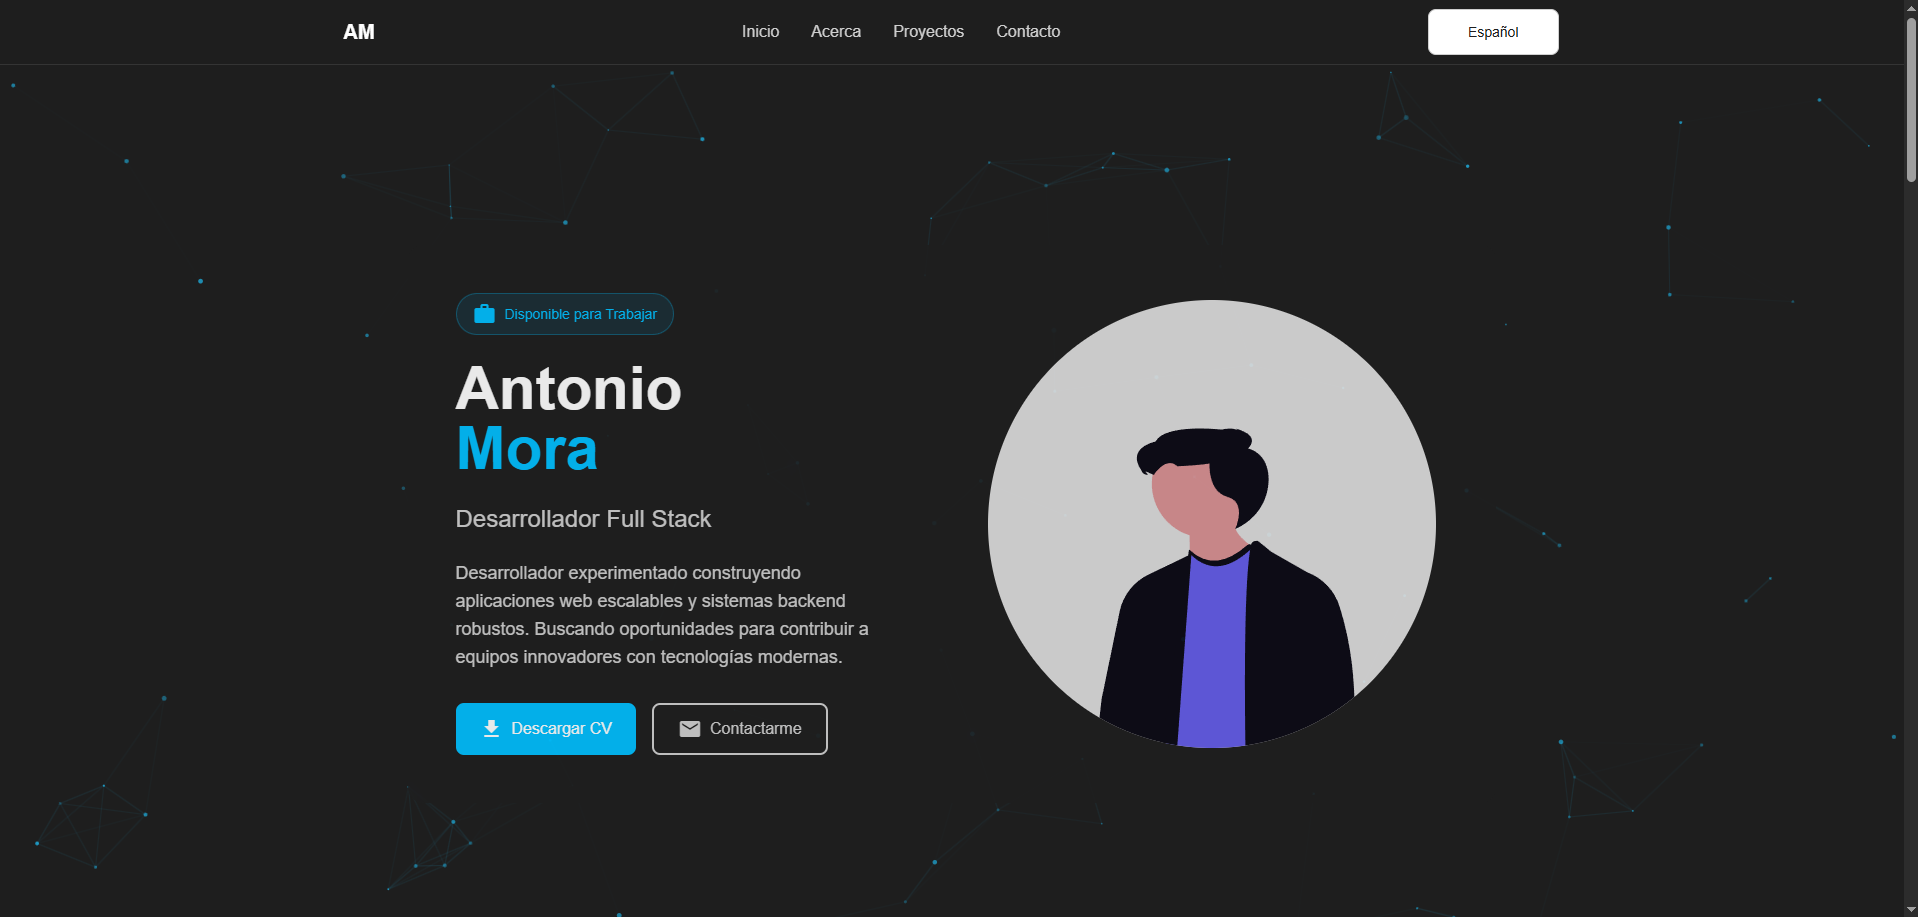 AM
Inicio
Acerca
Proyectos
Contacto
Español
Disponible para Trabajar
Antonio
Mora
Desarrollador Full Stack
Desarrollador experimentado construyendo
aplicaciones web escalables y sistemas backend
robustos. Buscando oportunidades para contribuir a
equipos innovadores con tecnologías modernas.
Descargar CV
Contactarme